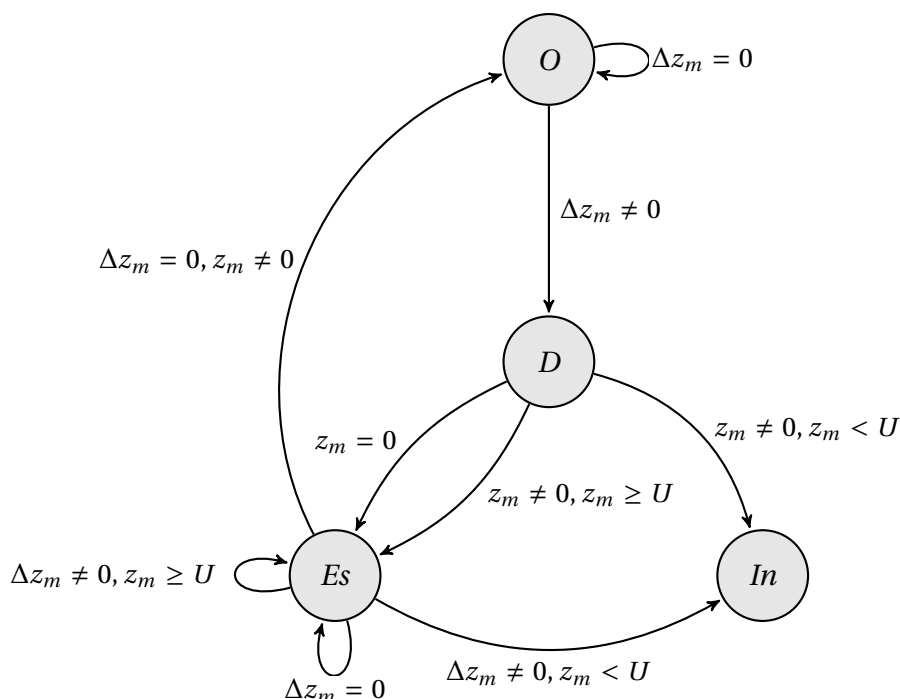 O
Δz_m = 0
Δz_m ≠ 0
Δz_m = 0, z_m ≠ 0
D
z_m = 0
z_m ≠ 0, z_m < U
z_m ≠ 0, z_m ≥ U
Δz_m ≠ 0, z_m ≥ U
Es
In
Δz_m ≠ 0, z_m < U
Δz_m = 0